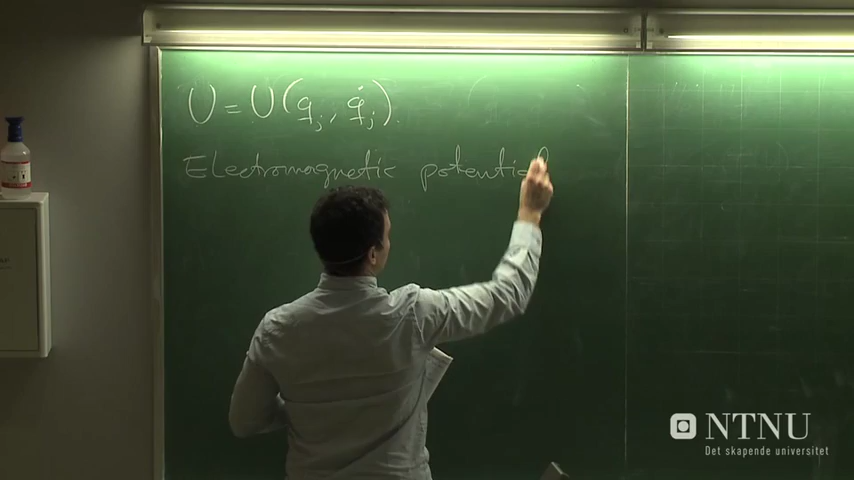 U = U(q_j, q̇_j).
Electromagnetic potential
NTNU
Det skapende universitet